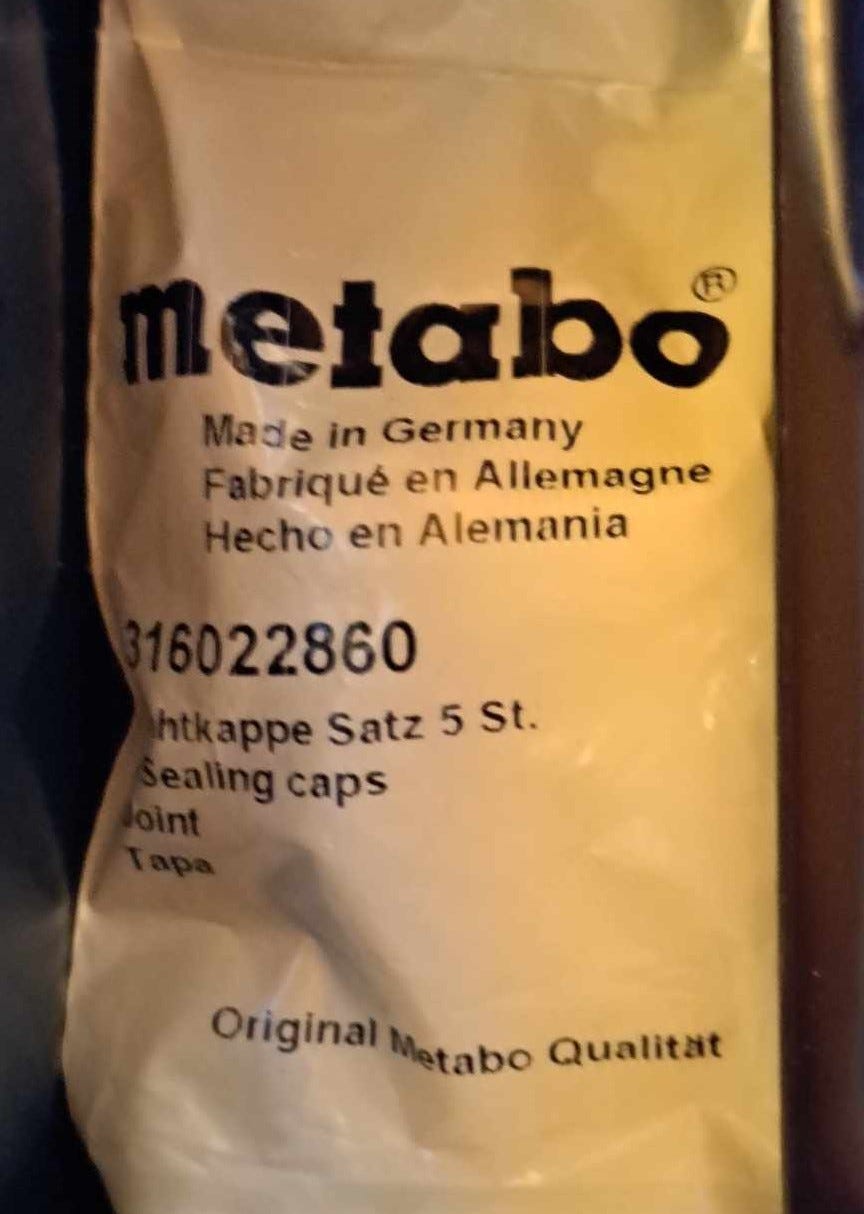 metabo®
Made in Germany
Fabriqué en Allemagne
Hecho en Alemania
316022860
htkappe Satz 5 St.
Sealing caps
Joint
Tapa
Original Metabo Qualität